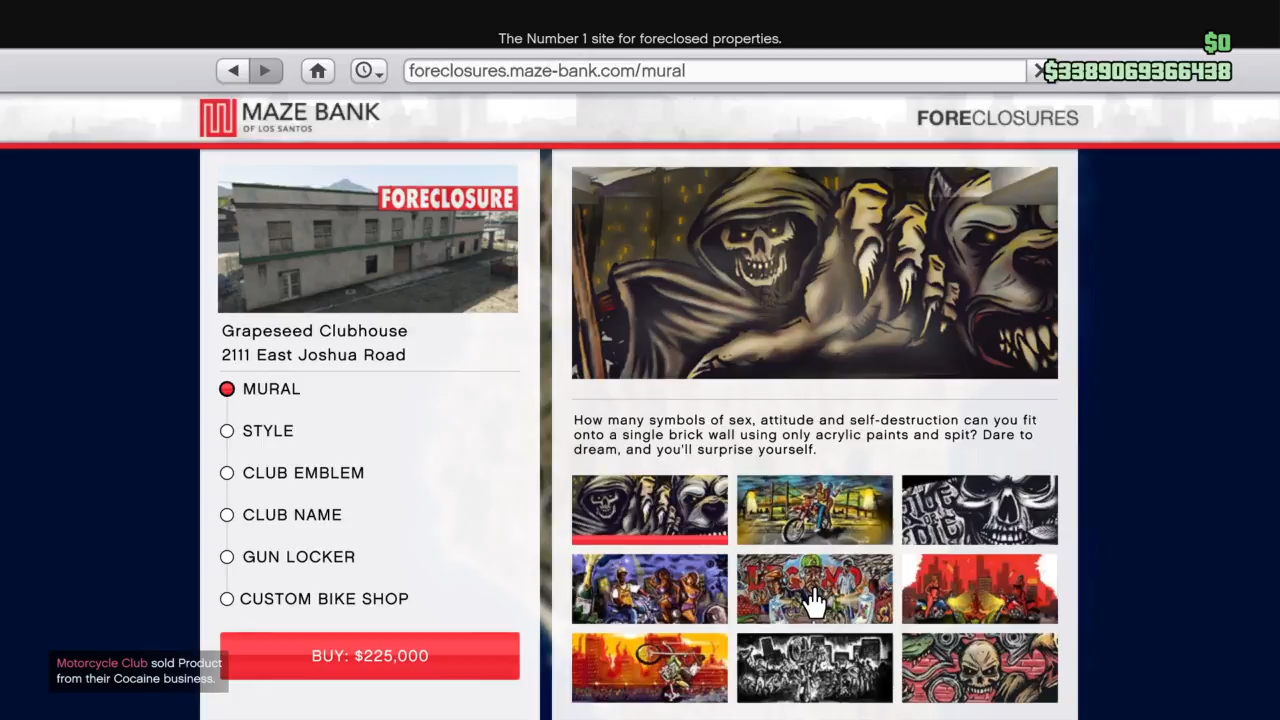 The Number 1 site for foreclosed properties.
$0
foreclosures.maze-bank.com/mural
$3389069366438
MAZE BANK
OF LOS SANTOS
FORECLOSURES
FORECLOSURE
Grapeseed Clubhouse
2111 East Joshua Road
MURAL
STYLE
CLUB EMBLEM
CLUB NAME
GUN LOCKER
CUSTOM BIKE SHOP
BUY: $225,000
How many symbols of sex, attitude and self-destruction can you fit
onto a single brick wall using only acrylic paints and spit? Dare to
dream, and you'll surprise yourself.
Motorcycle Club sold Product
from their Cocaine business.